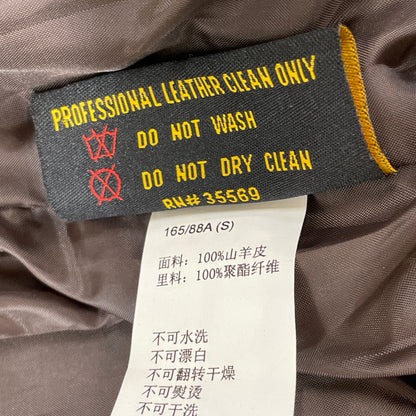 PROFESSIONAL LEATHER CLEAN ONLY
DO NOT WASH
DO NOT DRY CLEAN
RN# 35569
165/88A (S)
面料：100%山羊皮
里料：100%聚酯纤维
不可水洗
不可漂白
不可翻转干燥
不可熨烫
不可干洗